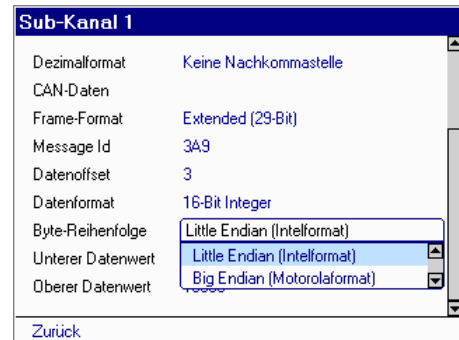 Sub-Kanal 1
Dezimalformat Keine Nachkommastelle
CAN-Daten
Frame-Format Extended (29-Bit)
Message Id 3A9
Datenoffset 3
Datenformat 16-Bit Integer
Byte-Reihenfolge Little Endian (Intelformat)
Unterer Datenwert Little Endian (Intelformat)
Oberer Datenwert Big Endian (Motorolaformat)
Zurück